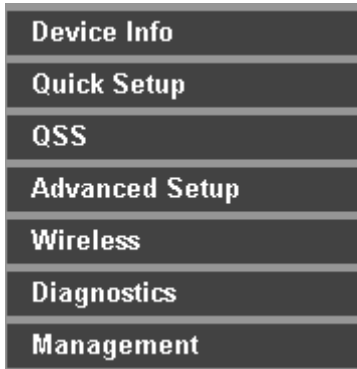 Device Info
Quick Setup
QSS
Advanced Setup
Wireless
Diagnostics
Management